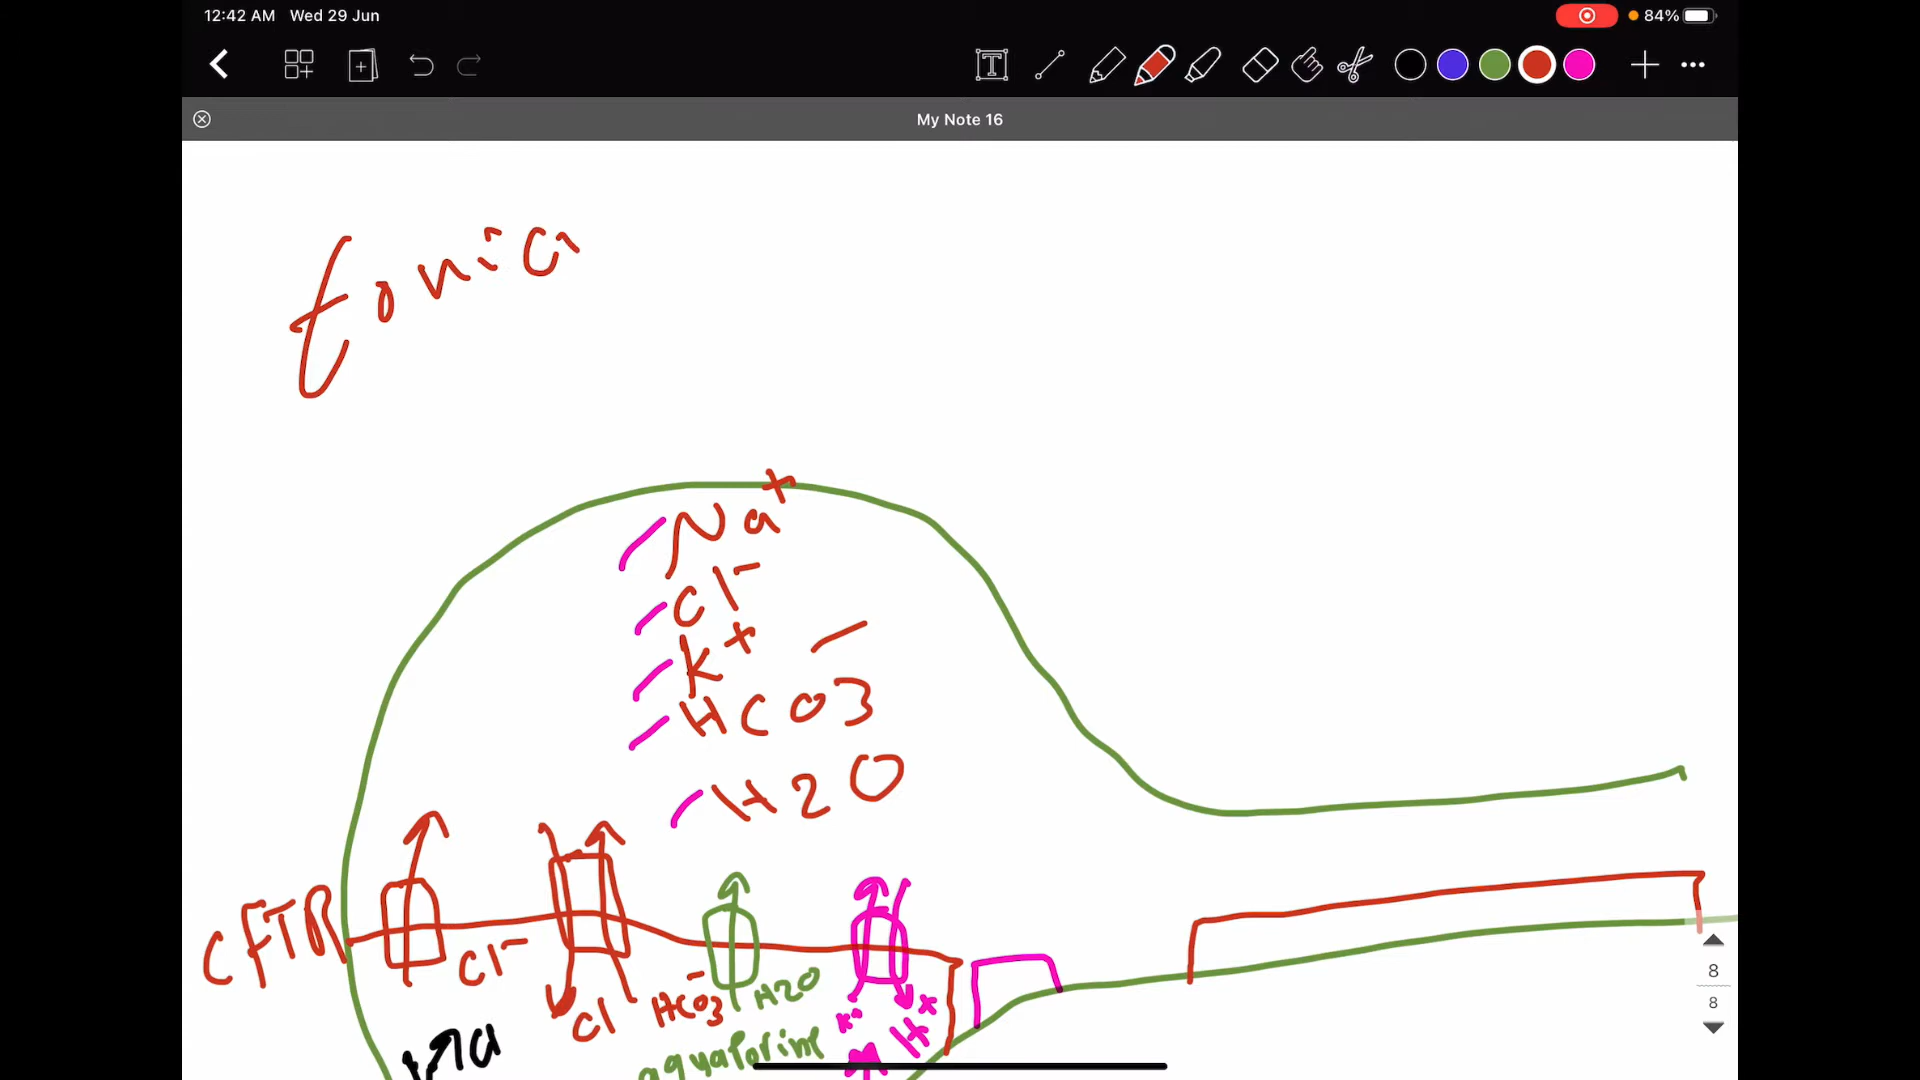 12:42 AM Wed 29 Jun
84%
My Note 16
Na+
Cl-
K+
HCO3-
H2O
CFTR
Cl-
Cl
HCO3-
H2O
K+
H+
aquaporine
8
8